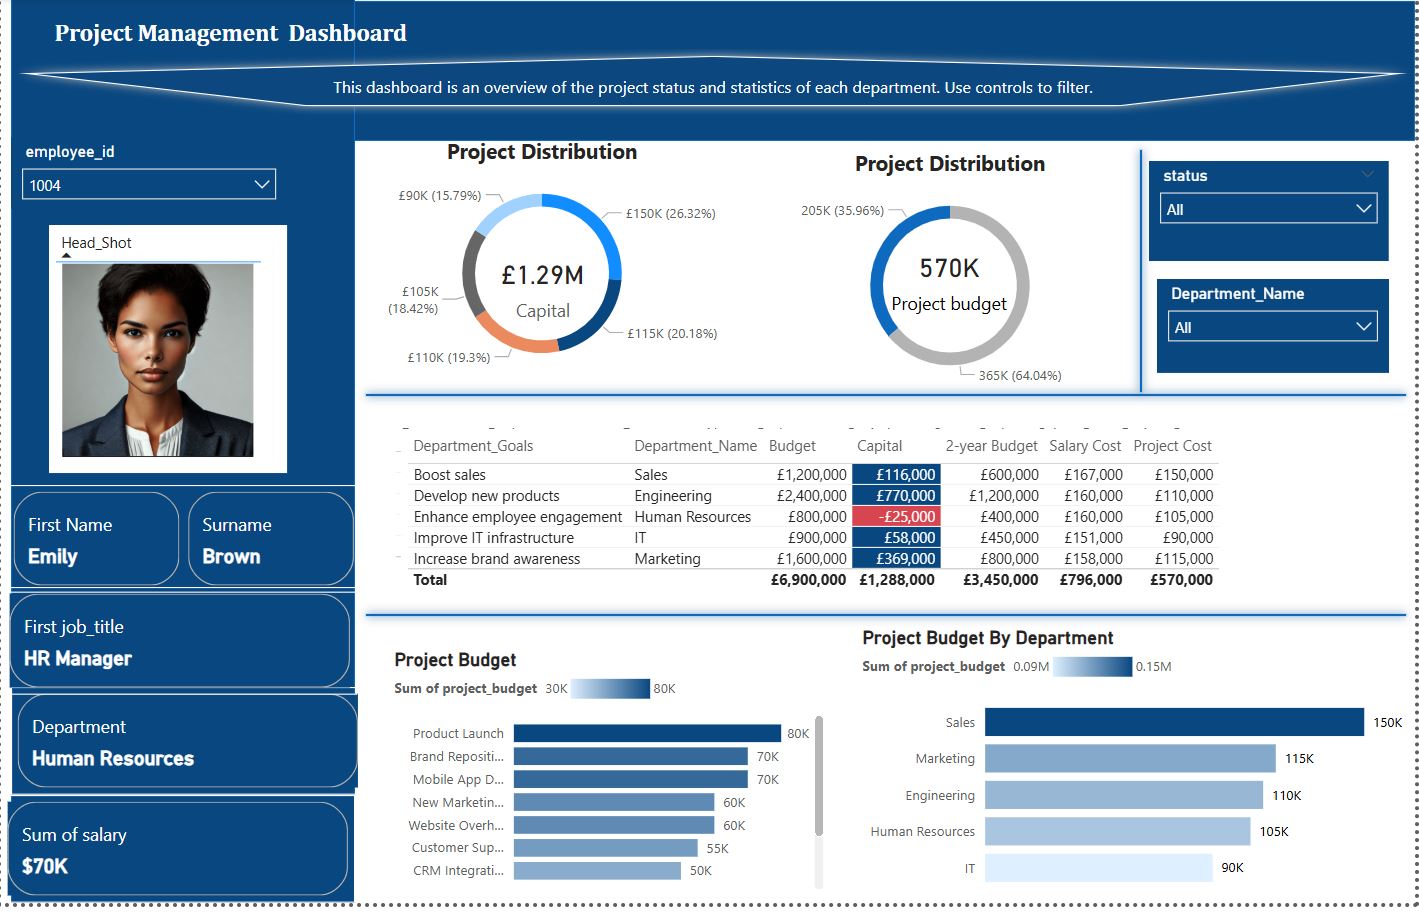 Project Management  Dashboard
This dashboard is an overview of the project status and statistics of each department. Use controls to filter.
employee_id
1004
Head_Shot
First Name
Emily
Surname
Brown
First job_title
HR Manager
Department
Human Resources
Sum of salary
$70K
Project Distribution
£90K (15.79%)
£150K (26.32%)
£105K
(18.42%)
£1.29M
Capital
£115K (20.18%)
£110K (19.3%)
Project Distribution
205K (35.96%)
570K
Project budget
365K (64.04%)
status
All
Department_Name
All
Department_Goals Department_Name Budget Capital 2-year Budget Salary Cost Project Cost
Boost sales Sales £1,200,000 £116,000 £600,000 £167,000 £150,000
Develop new products Engineering £2,400,000 £770,000 £1,200,000 £160,000 £110,000
Enhance employee engagement Human Resources £800,000 -£25,000 £400,000 £160,000 £105,000
Improve IT infrastructure IT £900,000 £58,000 £450,000 £151,000 £90,000
Increase brand awareness Marketing £1,600,000 £369,000 £800,000 £158,000 £115,000
Total £6,900,000 £1,288,000 £3,450,000 £796,000 £570,000
Project Budget
Sum of project_budget 30K 80K
Product Launch 80K
Brand Repositi... 70K
Mobile App D... 70K
New Marketin... 60K
Website Overh... 60K
Customer Sup... 55K
CRM Integrati... 50K
Project Budget By Department
Sum of project_budget 0.09M 0.15M
Sales 150K
Marketing 115K
Engineering 110K
Human Resources 105K
IT 90K